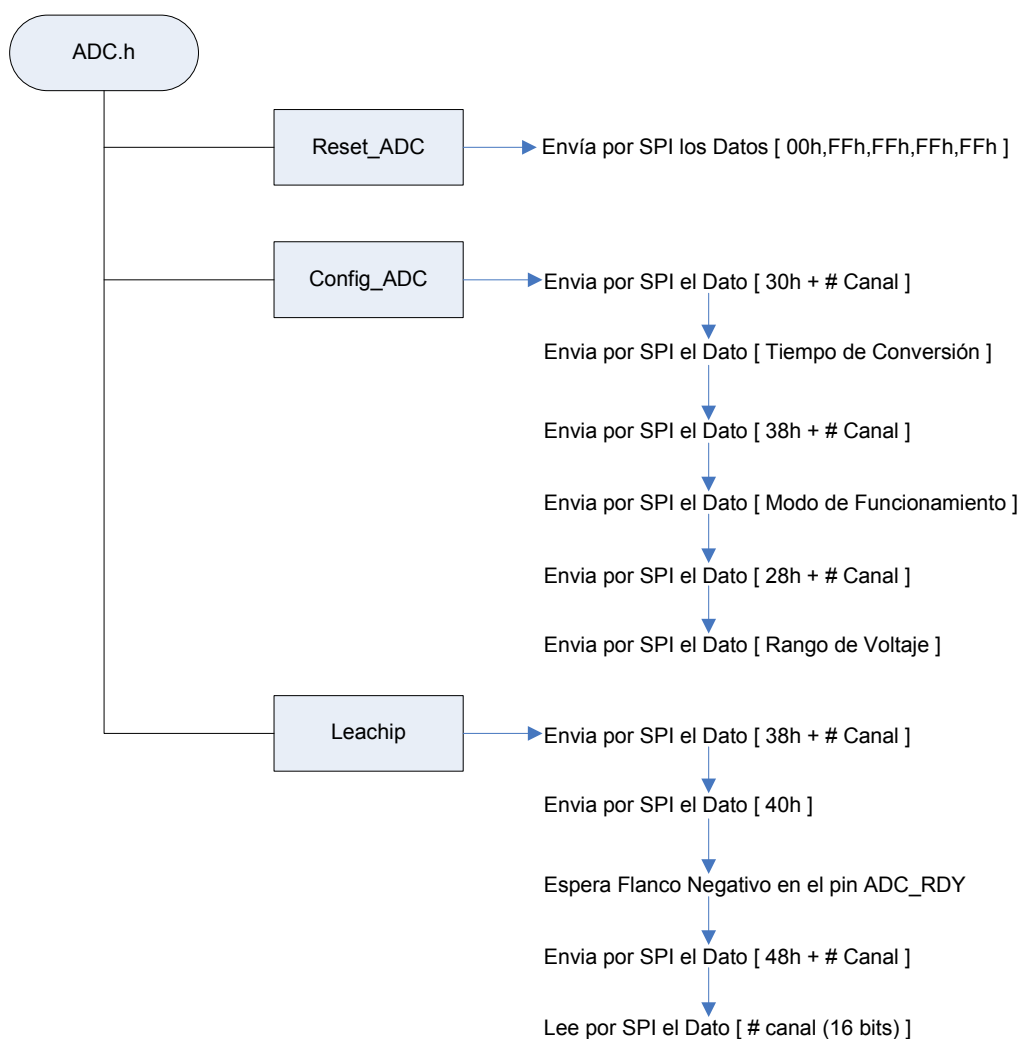 ADC.h
Reset_ADC
Envía por SPI los Datos [ 00h,FFh,FFh,FFh,FFh ]
Config_ADC
Envia por SPI el Dato [ 30h + # Canal ]
Envia por SPI el Dato [ Tiempo de Conversión ]
Envia por SPI el Dato [ 38h + # Canal ]
Envia por SPI el Dato [ Modo de Funcionamiento ]
Envia por SPI el Dato [ 28h + # Canal ]
Envia por SPI el Dato [ Rango de Voltaje ]
Leachip
Envia por SPI el Dato [ 38h + # Canal ]
Envia por SPI el Dato [ 40h ]
Espera Flanco Negativo en el pin ADC_RDY
Envia por SPI el Dato [ 48h + # Canal ]
Lee por SPI el Dato [ # canal (16 bits) ]